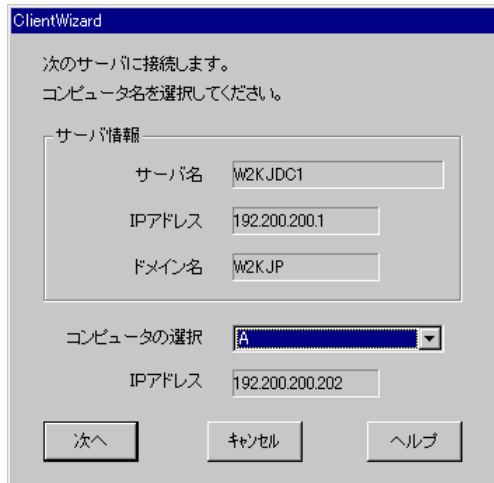 ClientWizard
次のサーバに接続します。
コンピュータ名を選択してください。
サーバ情報
サーバ名 W2KJDC1
IPアドレス 192.200.200.1
ドメイン名 W2KJP
コンピュータの選択 A
IPアドレス 192.200.200.202
次へ ｷｬﾝｾﾙ ヘルプ